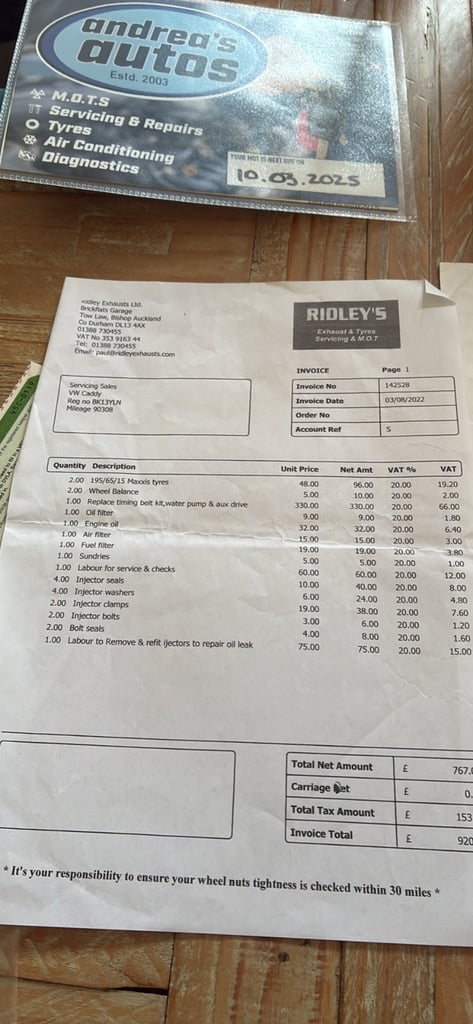 andrea's
autos
Estd. 2003
M.O.T.S
Servicing & Repairs
Tyres
Air Conditioning
Diagnostics
YOUR MOT IS NEXT DUE ON
10.03.2025
Ridley Exhausts Ltd.
Brickflats Garage
Tow Law, Bishop Auckland
Co Durham DL13 4AX
01388 730455
VAT No 353 9163 44
Tel: 01388 730455
Email: paul@ridleyexhausts.com
RIDLEY'S
Exhaust & Tyres
Servicing & M.O.T
INVOICE Page 1
Servicing Sales
VW Caddy
Reg no BK13YLN
Mileage 90308
Invoice No 142528
Invoice Date 03/08/2022
Order No
Account Ref S
Quantity Description Unit Price Net Amt VAT % VAT
2.00 195/65/15 Maxxis tyres 48.00 96.00 20.00 19.20
2.00 Wheel Balance 5.00 10.00 20.00 2.00
1.00 Replace timing belt kit,water pump & aux drive 330.00 330.00 20.00 66.00
1.00 Oil filter 9.00 9.00 20.00 1.80
1.00 Engine oil 32.00 32.00 20.00 6.40
1.00 Air filter 15.00 15.00 20.00 3.00
1.00 Fuel filter 19.00 19.00 20.00 3.80
1.00 Sundries 5.00 5.00 20.00 1.00
1.00 Labour for service & checks 60.00 60.00 20.00 12.00
4.00 Injector seals 10.00 40.00 20.00 8.00
4.00 Injector washers 6.00 24.00 20.00 4.80
2.00 Injector clamps 19.00 38.00 20.00 7.60
2.00 Injector bolts 3.00 6.00 20.00 1.20
2.00 Bolt seals 4.00 8.00 20.00 1.60
1.00 Labour to Remove & refit ijectors to repair oil leak 75.00 75.00 20.00 15.00
Total Net Amount £ 767.0
Carriage Net £ 0.
Total Tax Amount £ 153
Invoice Total £ 920
* It's your responsibility to ensure your wheel nuts tightness is checked within 30 miles *